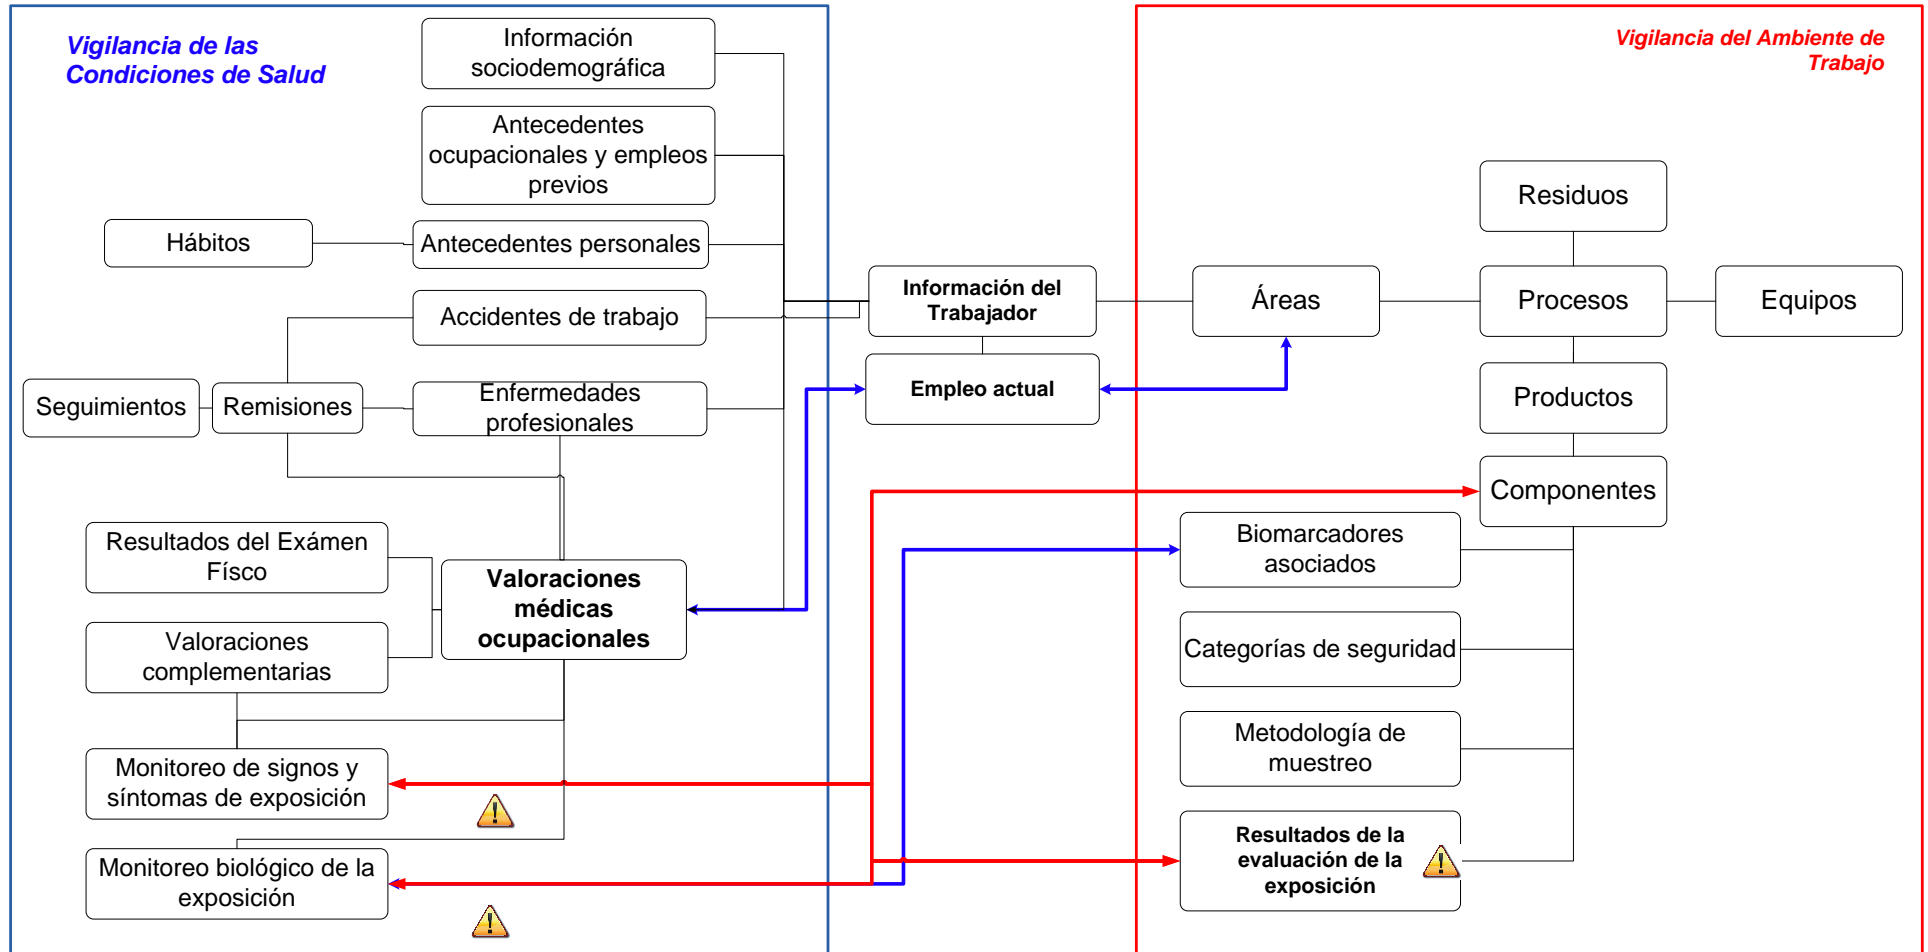 Vigilancia de las
Condiciones de Salud
Información
sociodemográfica
Antecedentes
ocupacionales y empleos
previos
Hábitos
Antecedentes personales
Accidentes de trabajo
Seguimientos
Remisiones
Enfermedades
profesionales
Resultados del Exámen
Físco
Valoraciones
médicas
ocupacionales
Valoraciones
complementarias
Monitoreo de signos y
síntomas de exposición
Monitoreo biológico de la
exposición
Información del
Trabajador
Empleo actual
Vigilancia del Ambiente de
Trabajo
Residuos
Áreas
Procesos
Equipos
Productos
Componentes
Biomarcadores
asociados
Categorías de seguridad
Metodología de
muestreo
Resultados de la
evaluación de la
exposición